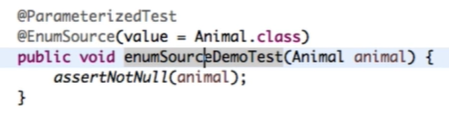 @ParameterizedTest
@EnumSource(value = Animal.class)
public void enumSourceDemoTest(Animal animal) {
assertNotNull(animal);
}